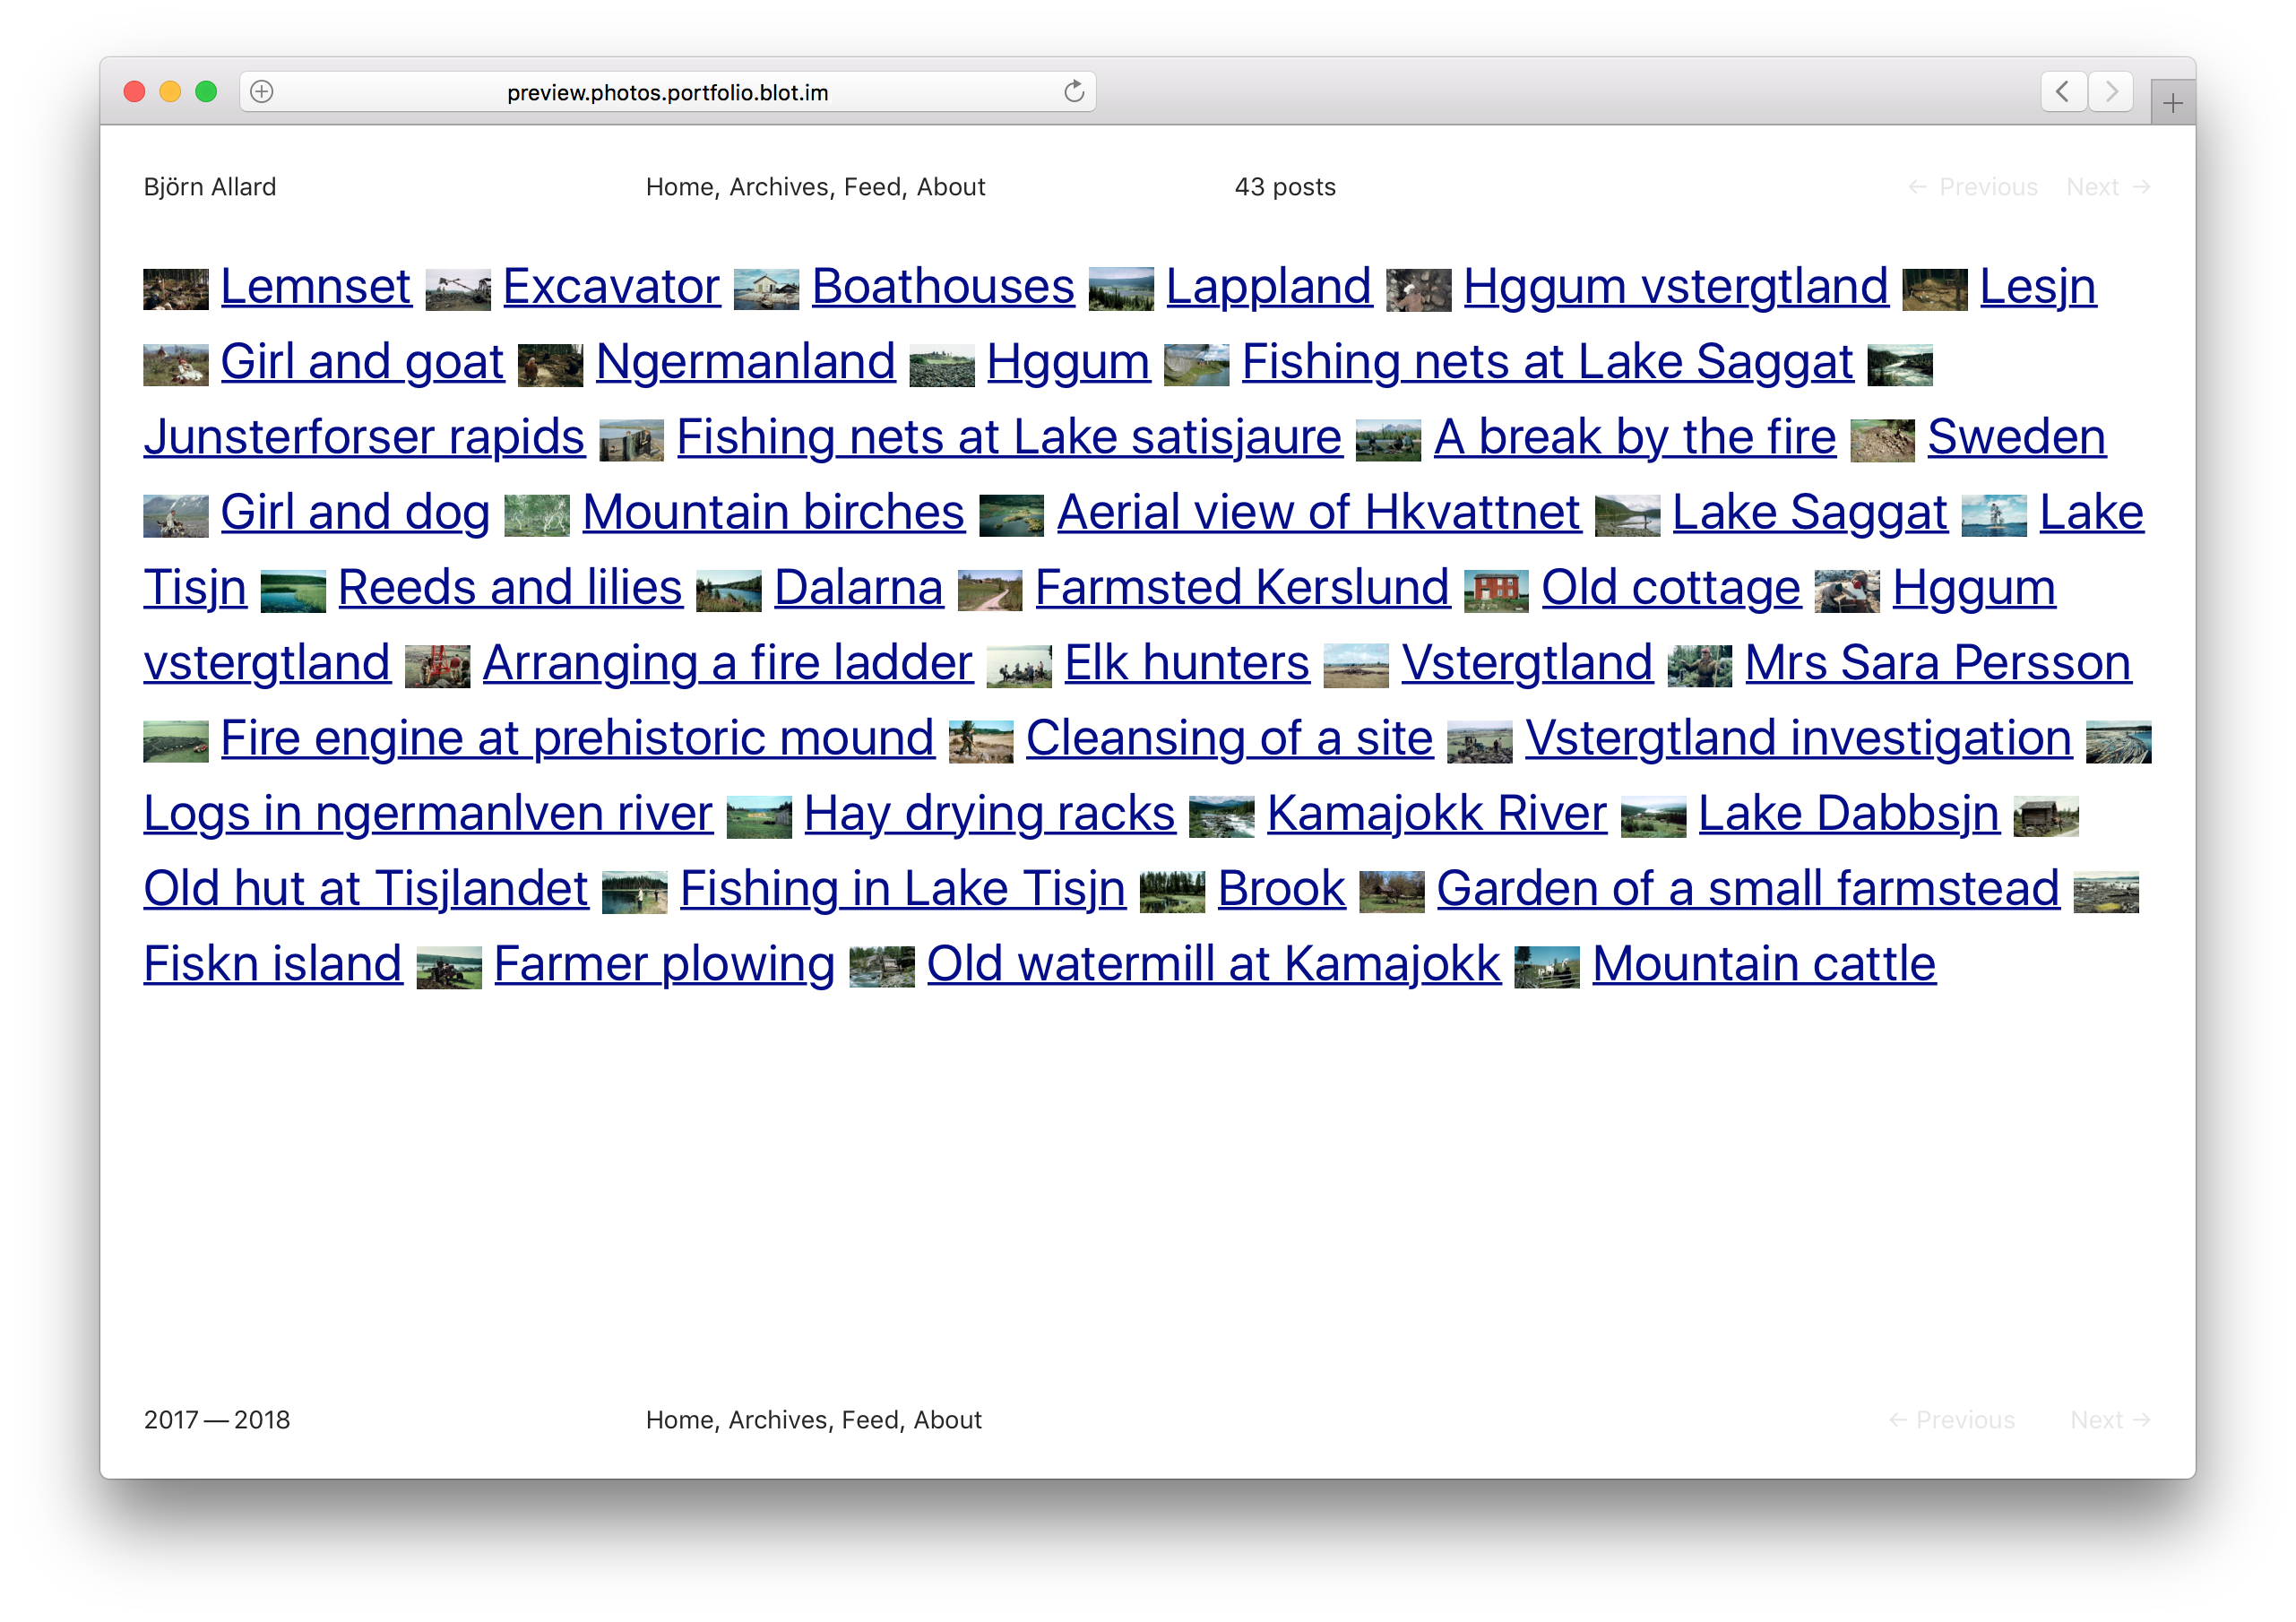 preview.photos.portfolio.blot.im
Björn Allard Home, Archives, Feed, About 43 posts ← Previous Next →
Lemnset Excavator Boathouses Lappland Hggum vstergtland Lesjn
Girl and goat Ngermanland Hggum Fishing nets at Lake Saggat
Junsterforser rapids Fishing nets at Lake satisjaure A break by the fire Sweden
Girl and dog Mountain birches Aerial view of Hkvattnet Lake Saggat Lake
Tisjn Reeds and lilies Dalarna Farmsted Kerslund Old cottage Hggum
vstergtland Arranging a fire ladder Elk hunters Vstergtland Mrs Sara Persson
Fire engine at prehistoric mound Cleansing of a site Vstergtland investigation
Logs in ngermanlven river Hay drying racks Kamajokk River Lake Dabbsjn
Old hut at Tisjlandet Fishing in Lake Tisjn Brook Garden of a small farmstead
Fiskn island Farmer plowing Old watermill at Kamajokk Mountain cattle
2017 — 2018 Home, Archives, Feed, About ← Previous Next →